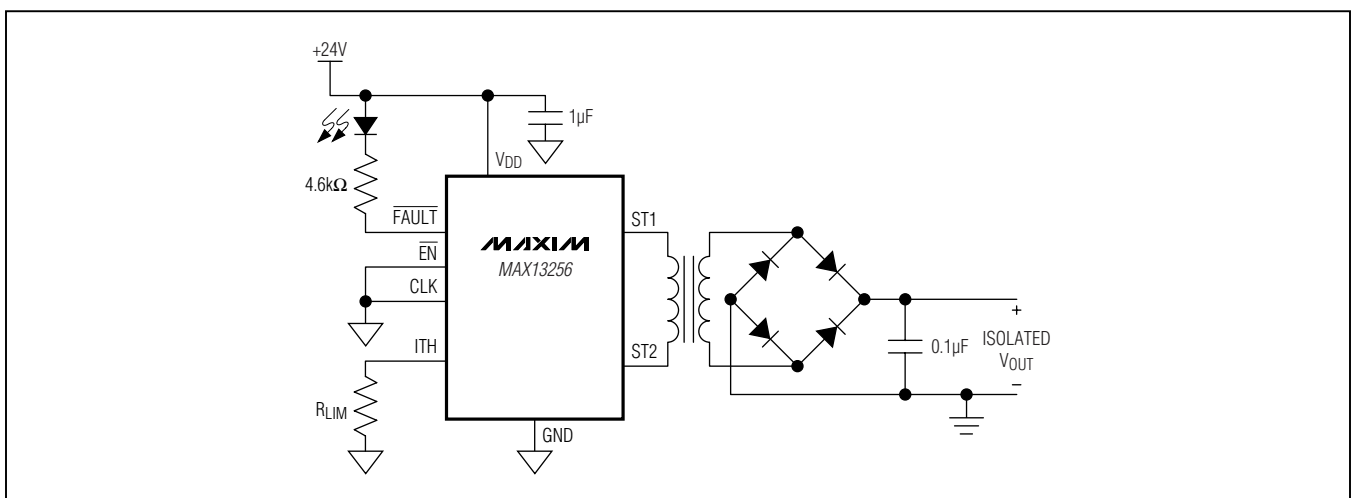 +24V
1µF
VDD
4.6kΩ
FAULT
ST1
MAXIM
EN
MAX13256
CLK
ITH
ST2
+
0.1µF
ISOLATED
VOUT
–
RLIM
GND